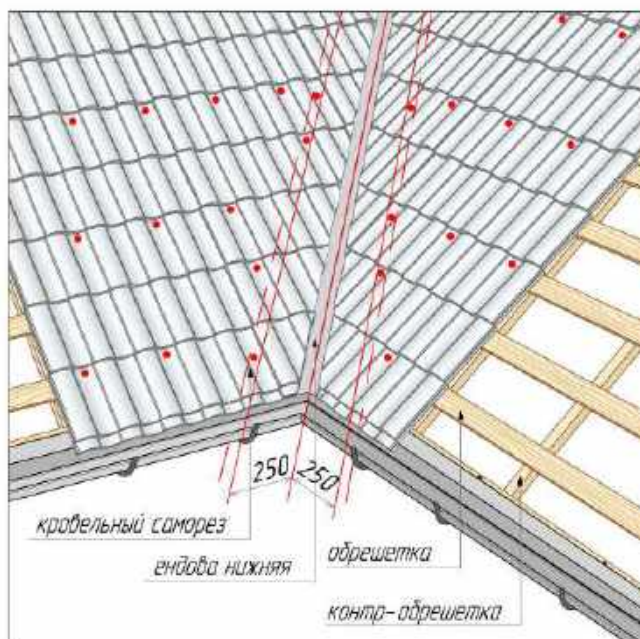 250 250
кровельный саморез
ендова нижняя
обрешетка
контр-обрешетка